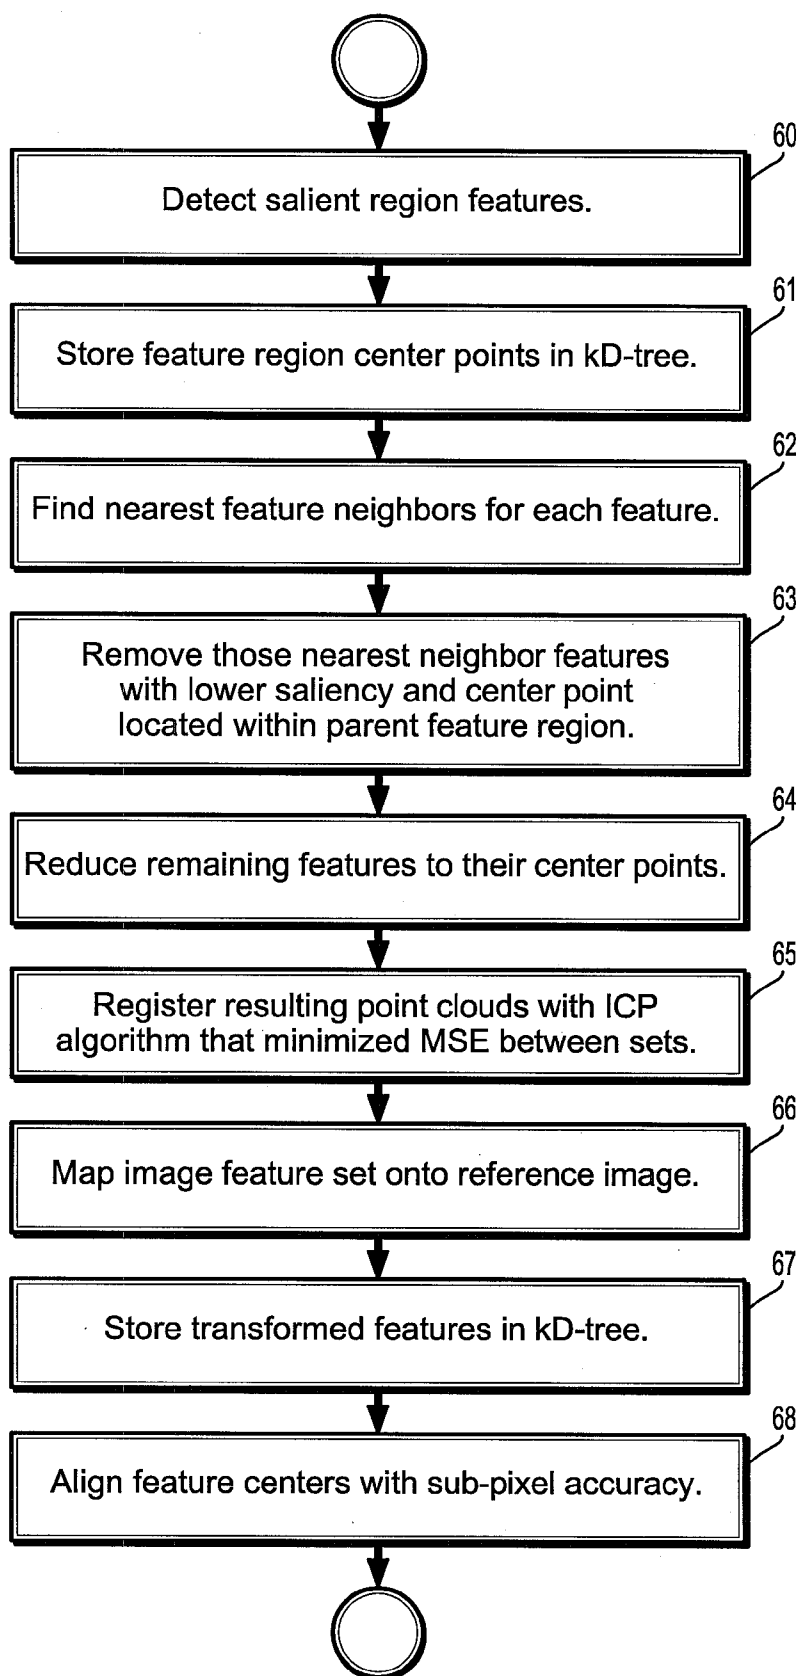 60
Detect salient region features.
61
Store feature region center points in kD-tree.
62
Find nearest feature neighbors for each feature.
63
Remove those nearest neighbor features
with lower saliency and center point
located within parent feature region.
64
Reduce remaining features to their center points.
65
Register resulting point clouds with ICP
algorithm that minimized MSE between sets.
66
Map image feature set onto reference image.
67
Store transformed features in kD-tree.
68
Align feature centers with sub-pixel accuracy.